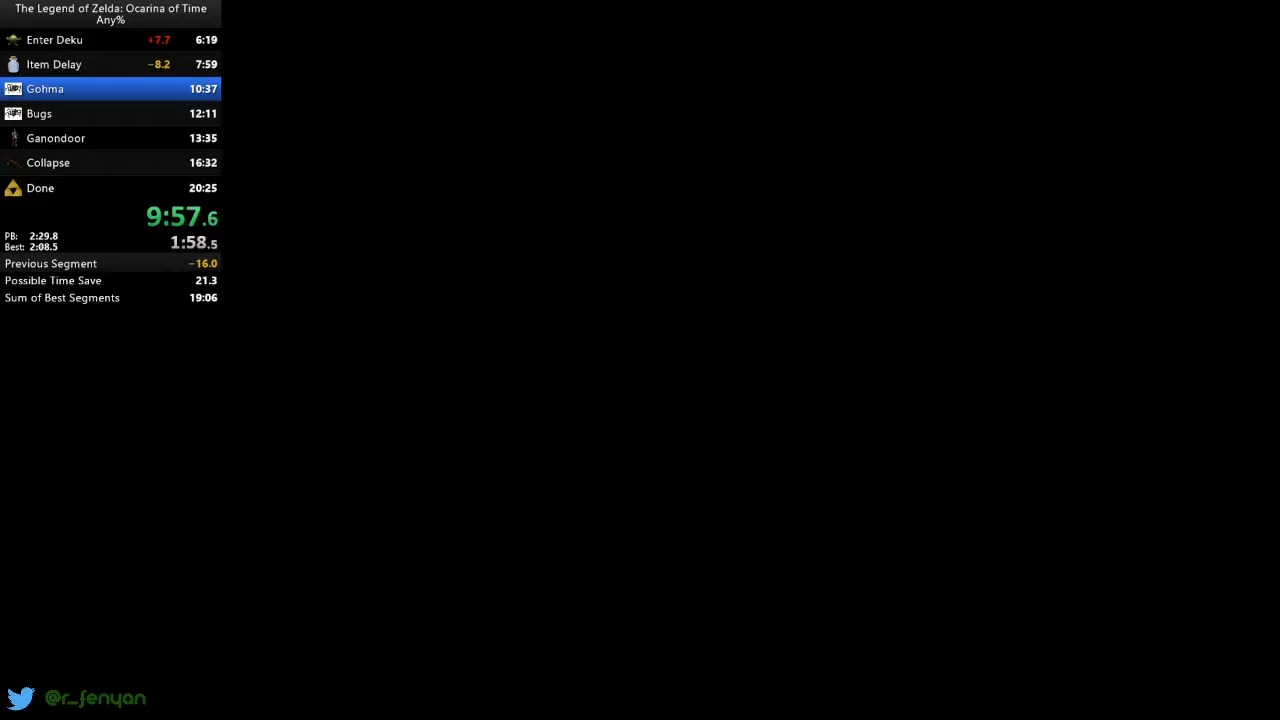 The Legend of Zelda: Ocarina of Time
Any%
Enter Deku +7.7 6:19
Item Delay −8.2 7:59
Gohma 10:37
Bugs 12:11
Ganondoor 13:35
Collapse 16:32
Done 20:25
9:57.6
PB: 2:29.8
Best: 2:08.5
1:58.5
Previous Segment −16.0
Possible Time Save 21.3
Sum of Best Segments 19:06
@r_fenyan